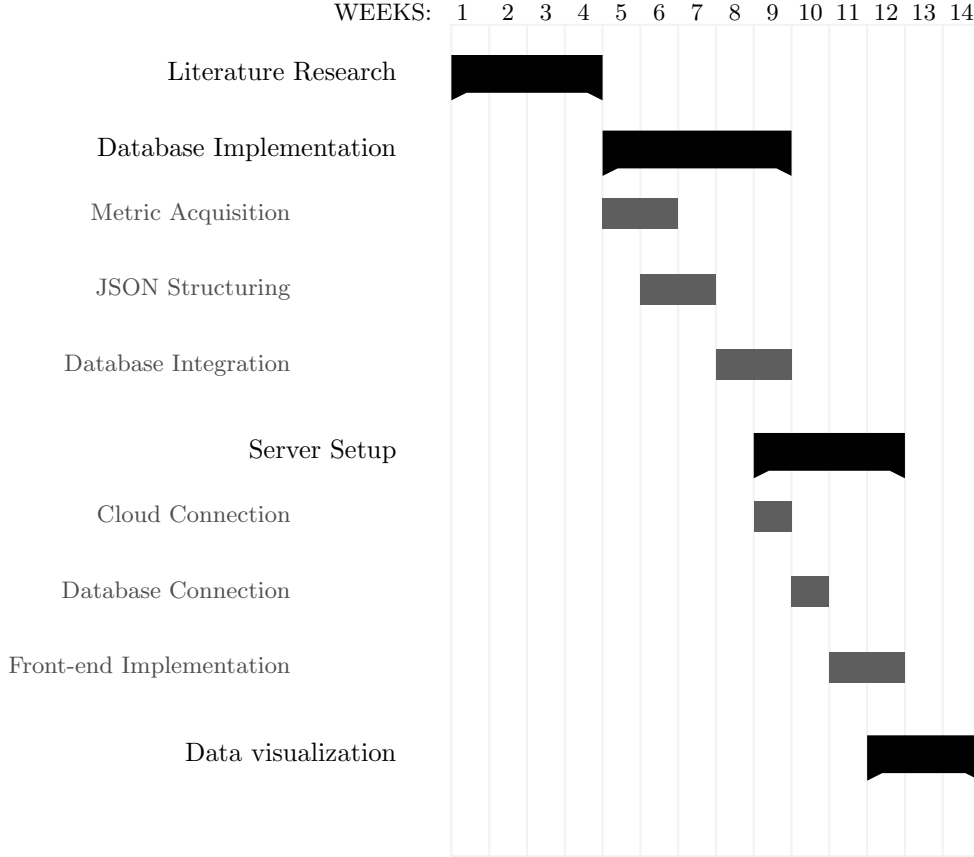 WEEKS: 1 2 3 4 5 6 7 8 9 10 11 12 13 14
Literature Research
Database Implementation
Metric Acquisition
JSON Structuring
Database Integration
Server Setup
Cloud Connection
Database Connection
Front-end Implementation
Data visualization